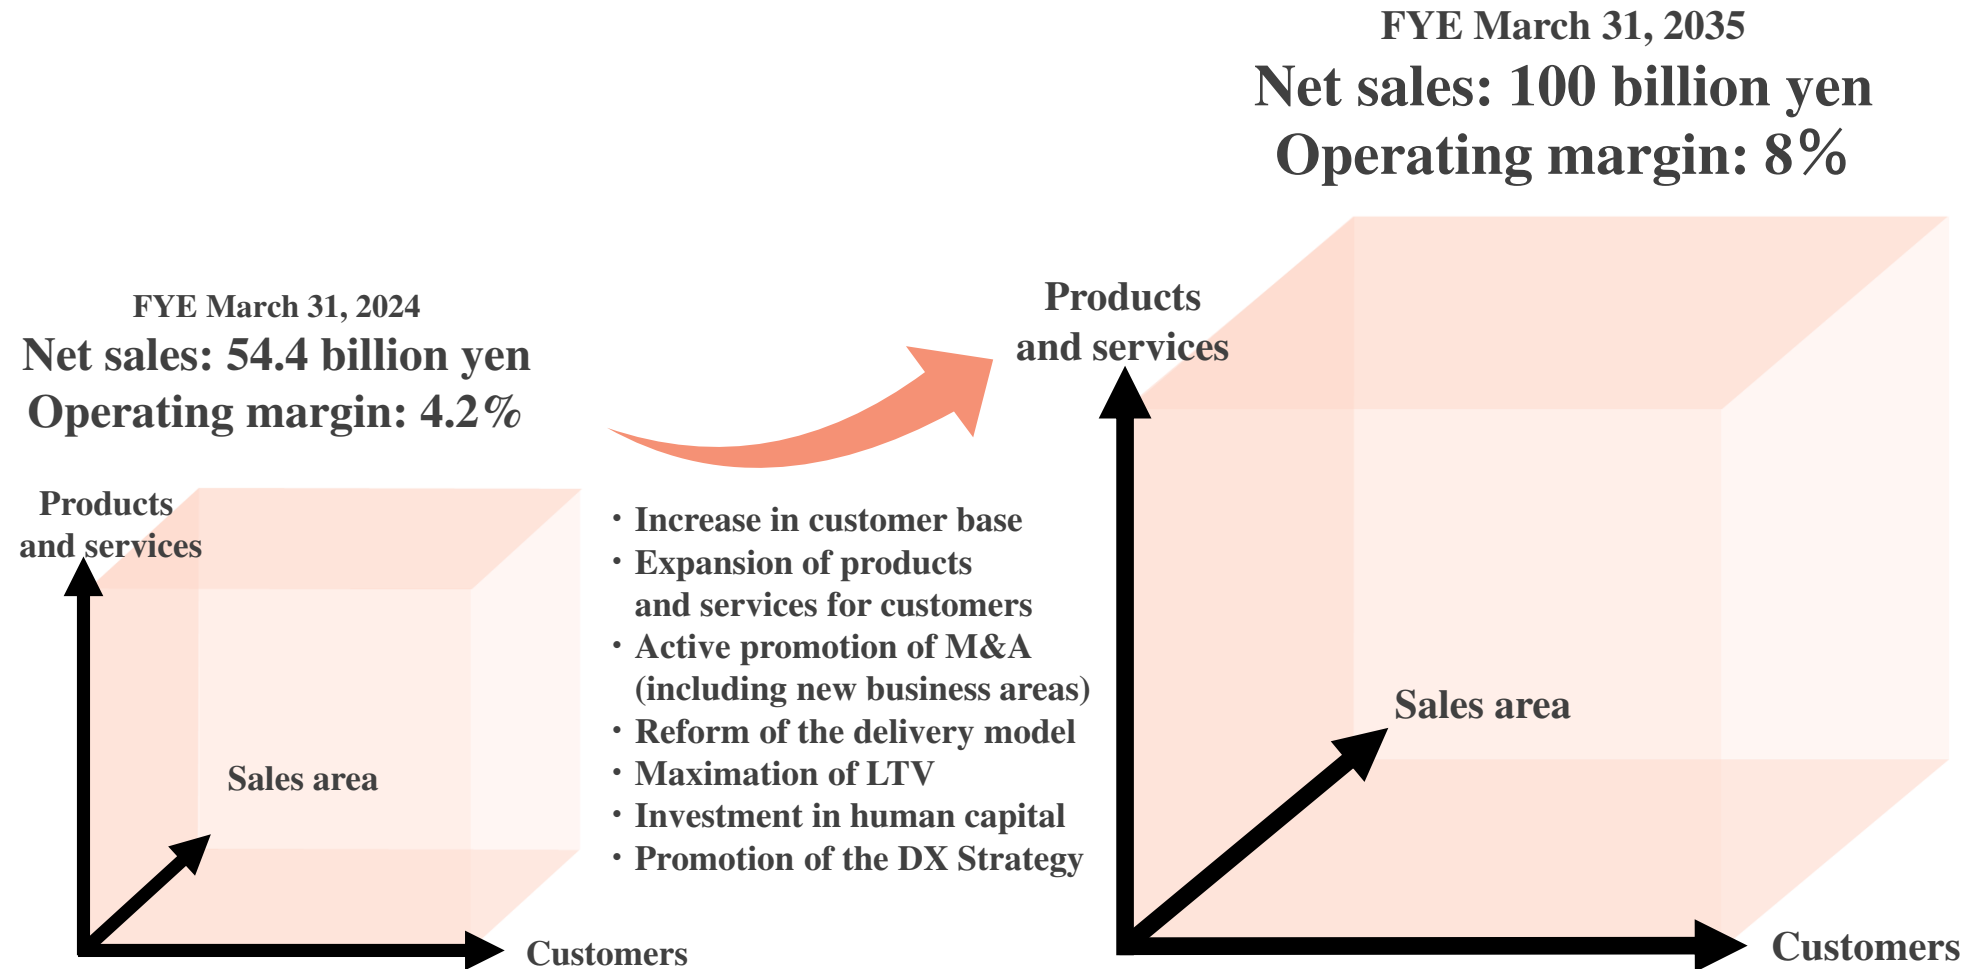 FYE March 31, 2024
Net sales: 54.4 billion yen
Operating margin: 4.2%
Products
and services
Sales area
Customers
・Increase in customer base
・Expansion of products
and services for customers
・Active promotion of M&A
(including new business areas)
・Reform of the delivery model
・Maximation of LTV
・Investment in human capital
・Promotion of the DX Strategy
FYE March 31, 2035
Net sales: 100 billion yen
Operating margin: 8%
Products
and services
Sales area
Customers